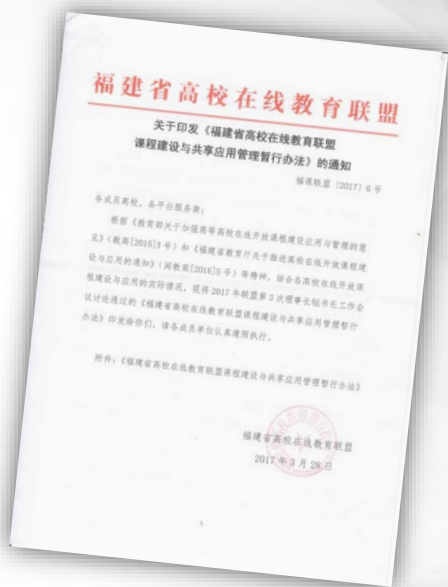 福建省高校在线教育联盟
关于印发《福建省高校在线教育联盟
课程建设与共享应用管理暂行办法》的通知
福课联盟〔2017〕6号
各成员高校，各平台服务商：
根据《教育部关于加强高等学校在线开放课程建设应用与管理的意
见》（教高[2015]3号）和《福建省教育厅关于推进高校在线开放课程建
设与应用的通知》（闽教高[2016]5号）等精神，结合各高校在线开放课
程建设与应用的实际情况，现将2017年联盟第3次理事长秘书长工作会
议讨论通过的《福建省高校在线教育联盟课程建设与共享应用管理暂行
办法》印发给你们，请各成员单位认真遵照执行。
附件：《福建省高校在线教育联盟课程建设与共享应用管理暂行办法》
福建省高校在线教育联盟
2017年3月28日
1